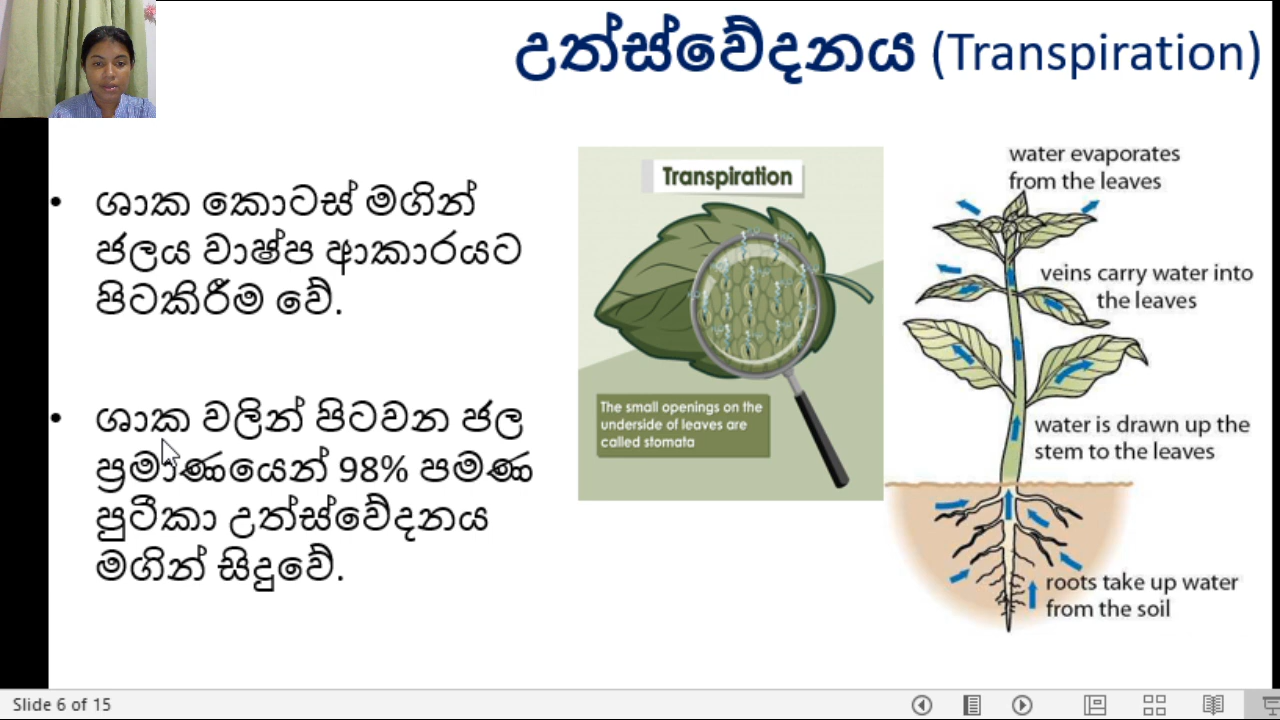 උත්ස්වේදනය (Transpiration)
• ශාක කොටස් මගින්
ජලය වාෂ්ප ආකාරයට
පිටකිරීම වේ.
• ශාක වලින් පිටවන ජල
ප්‍රමාණයෙන් 98% පමණ
පුටිකා උත්ස්වේදනය
මගින් සිදුවේ.
Transpiration
The small openings on the
underside of leaves are
called stomata
water evaporates
from the leaves
veins carry water into
the leaves
water is drawn up the
stem to the leaves
roots take up water
from the soil
Slide 6 of 15